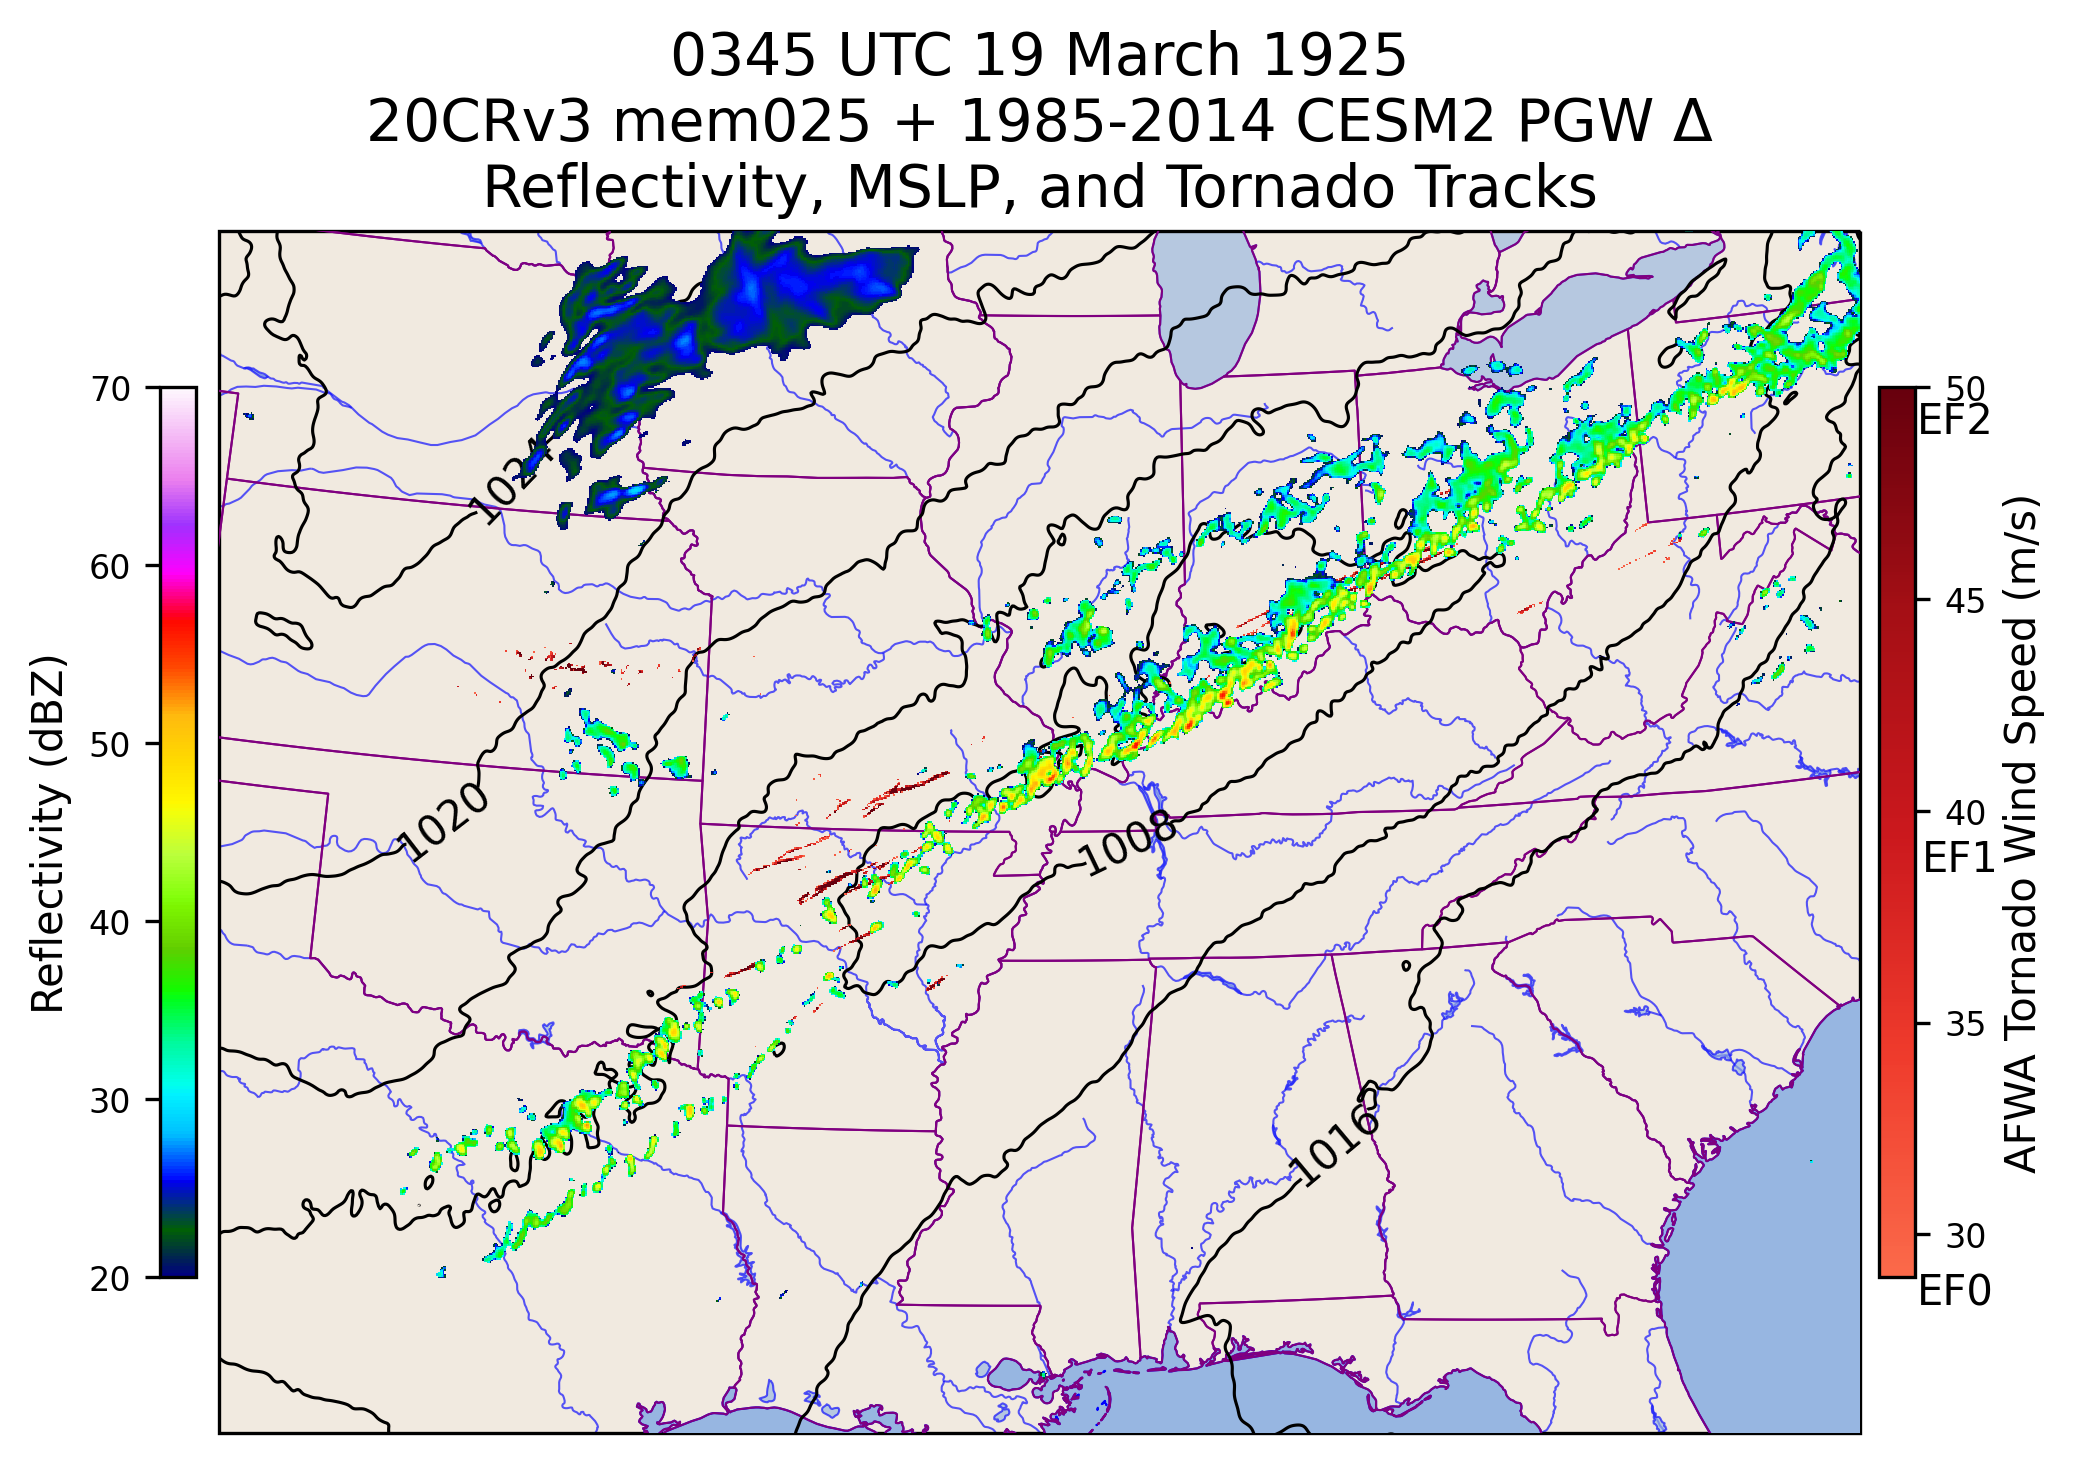 0345 UTC 19 March 1925
20CRv3 mem025 + 1985-2014 CESM2 PGW Δ
Reflectivity, MSLP, and Tornado Tracks
70
60
50
40
30
20
Reflectivity (dBZ)
1024
1020
1008
1016
50
EF2
45
40
EF1
35
30
EF0
AFWA Tornado Wind Speed (m/s)